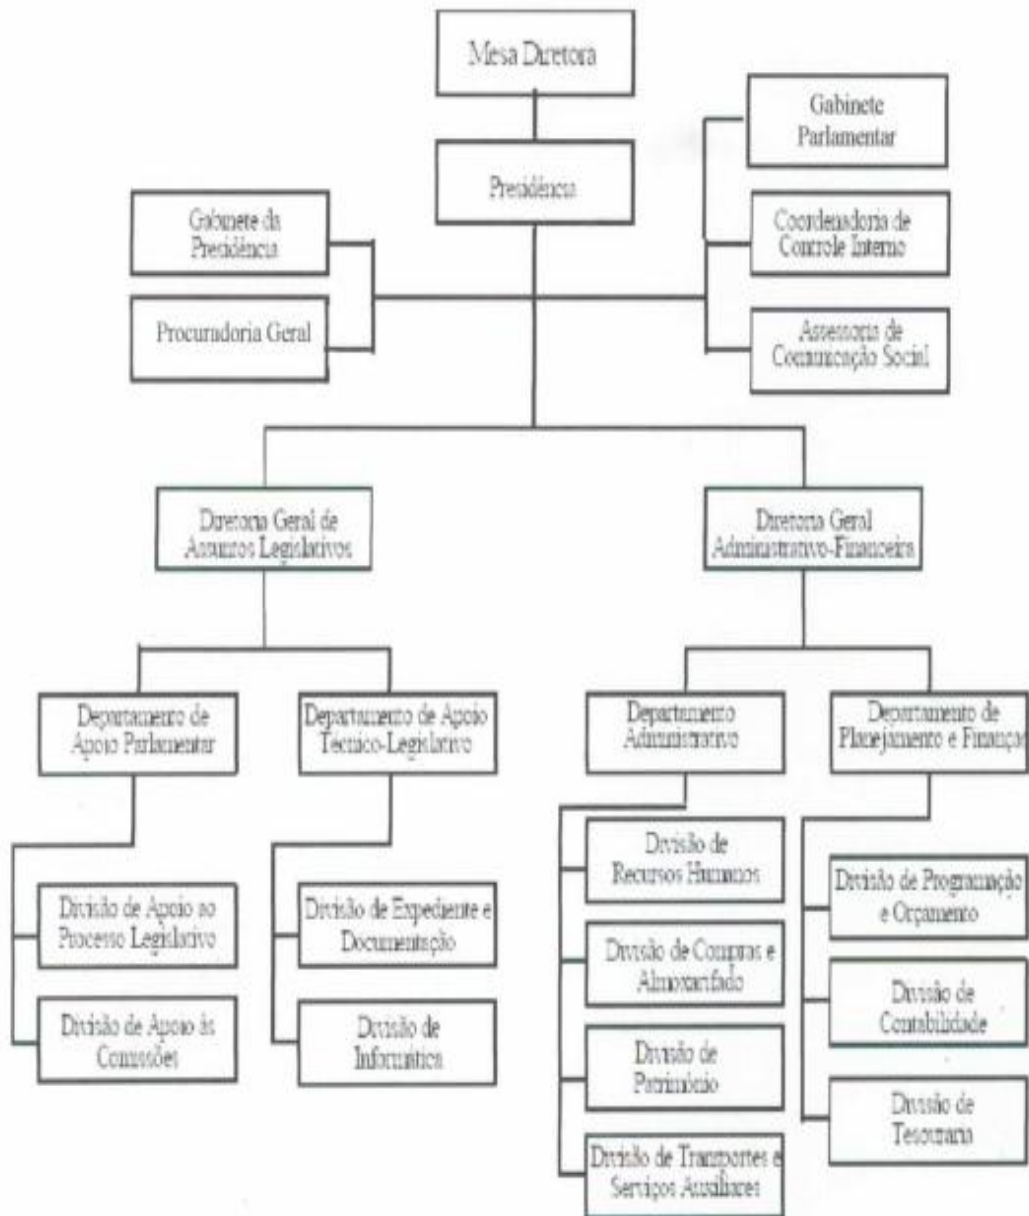 Mesa Diretora
Gabinete
Parlamentar
Presidência
Gabinete da
Presidência
Coordenadoria de
Controle Interno
Procuradoria Geral
Assessoria de
Comunicação Social
Diretoria Geral de
Assuntos Legislativos
Diretoria Geral
Administrativo-Financeira
Departamento de
Apoio Parlamentar
Departamento de Apoio
Técnico-Legislativo
Departamento
Administrativo
Departamento de
Planejamento e Finanças
Divisão de Apoio ao
Processo Legislativo
Divisão de Apoio às
Comissões
Divisão de Expediente e
Documentação
Divisão de
Informática
Divisão de
Recursos Humanos
Divisão de Compras e
Almoxarifado
Divisão de
Patrimônio
Divisão de Transportes e
Serviços Auxiliares
Divisão de Programação
e Orçamento
Divisão de
Contabilidade
Divisão de
Tesouraria